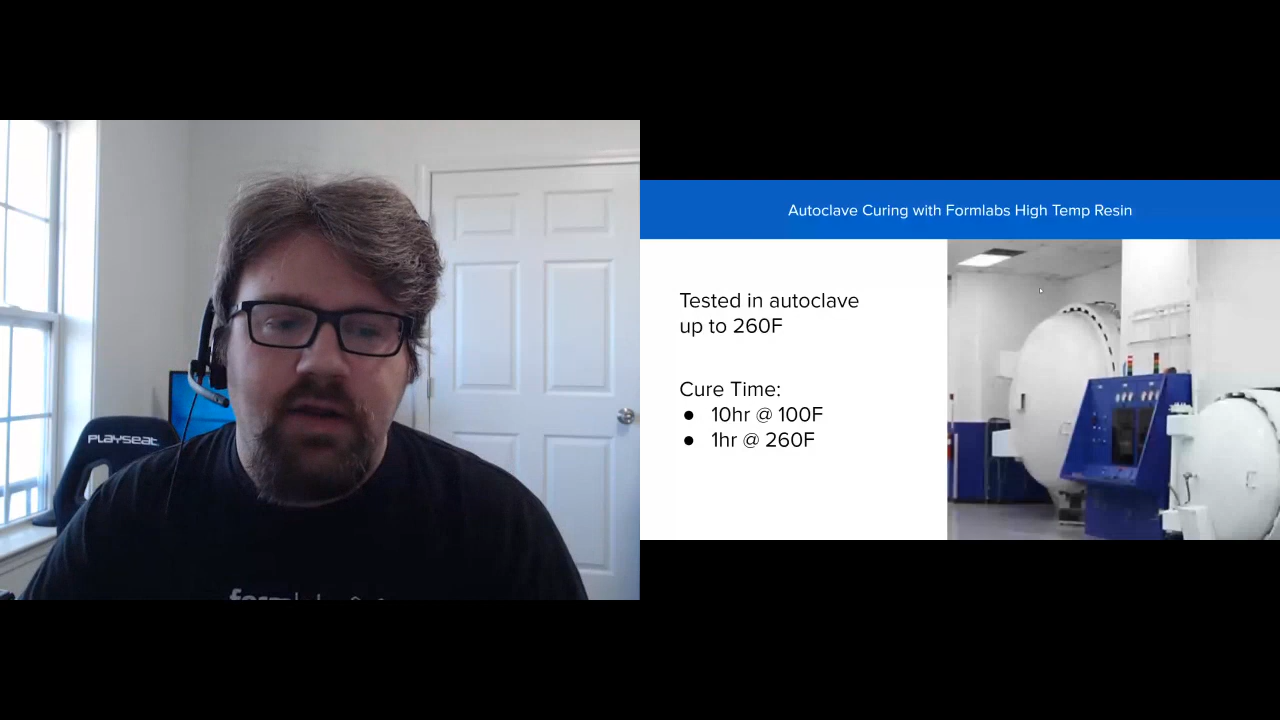 PLAYSEAT
Autoclave Curing with Formlabs High Temp Resin
Tested in autoclave
up to 260F
Cure Time:
● 10hr @ 100F
● 1hr @ 260F